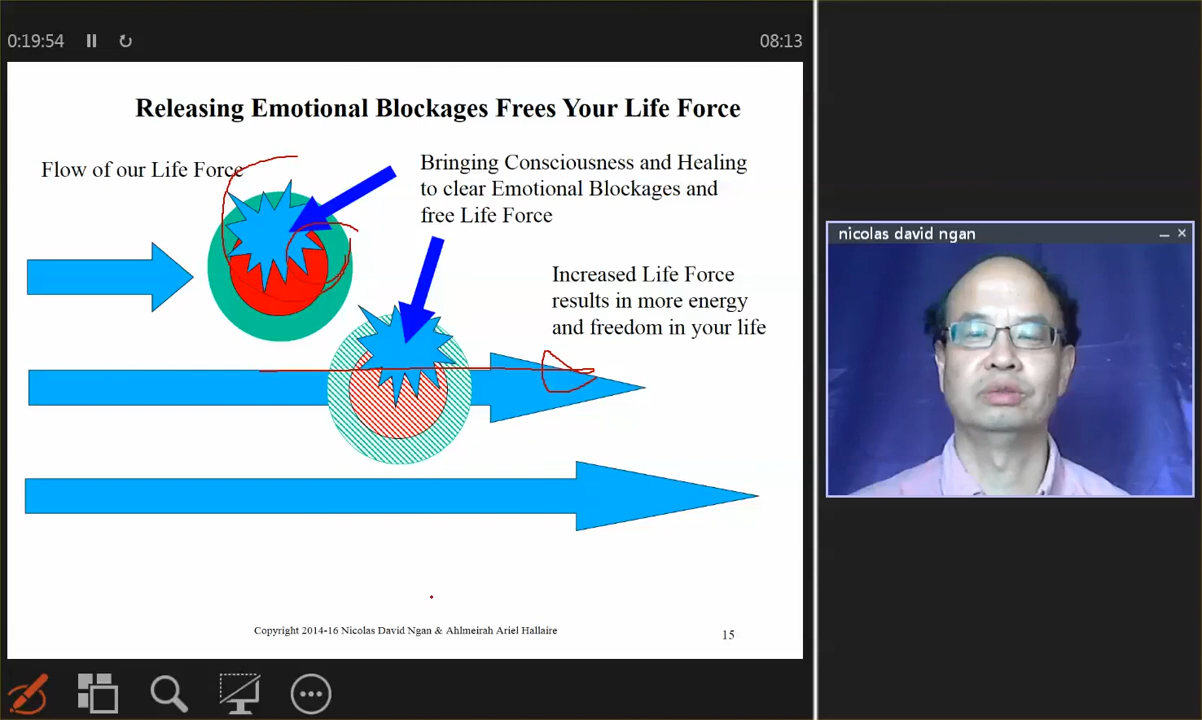 0:19:54
08:13
Releasing Emotional Blockages Frees Your Life Force
Flow of our Life Force
Bringing Consciousness and Healing
to clear Emotional Blockages and
free Life Force
Increased Life Force
results in more energy
and freedom in your life
Copyright 2014-16 Nicolas David Ngan & Ahlmeirah Ariel Hallaire
15
nicolas david ngan